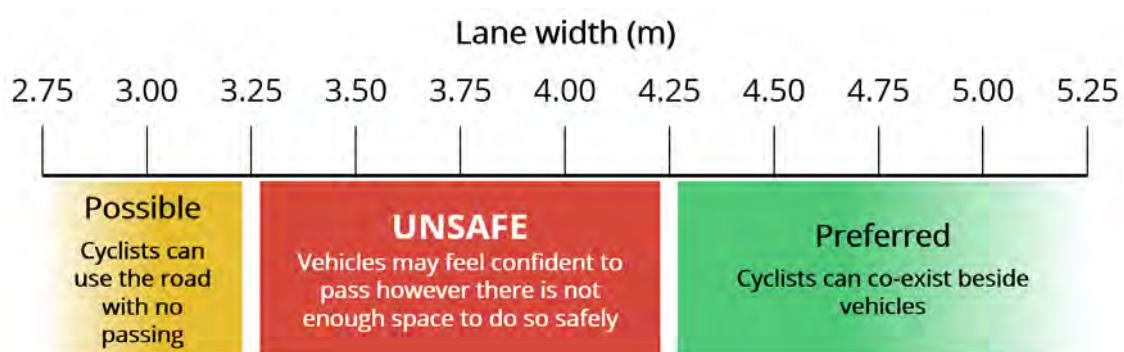 Lane width (m)
2.75 3.00 3.25 3.50 3.75 4.00 4.25 4.50 4.75 5.00 5.25
Possible
Cyclists can
use the road
with no
passing
UNSAFE
Vehicles may feel confident to
pass however there is not
enough space to do so safely
Preferred
Cyclists can co-exist beside
vehicles